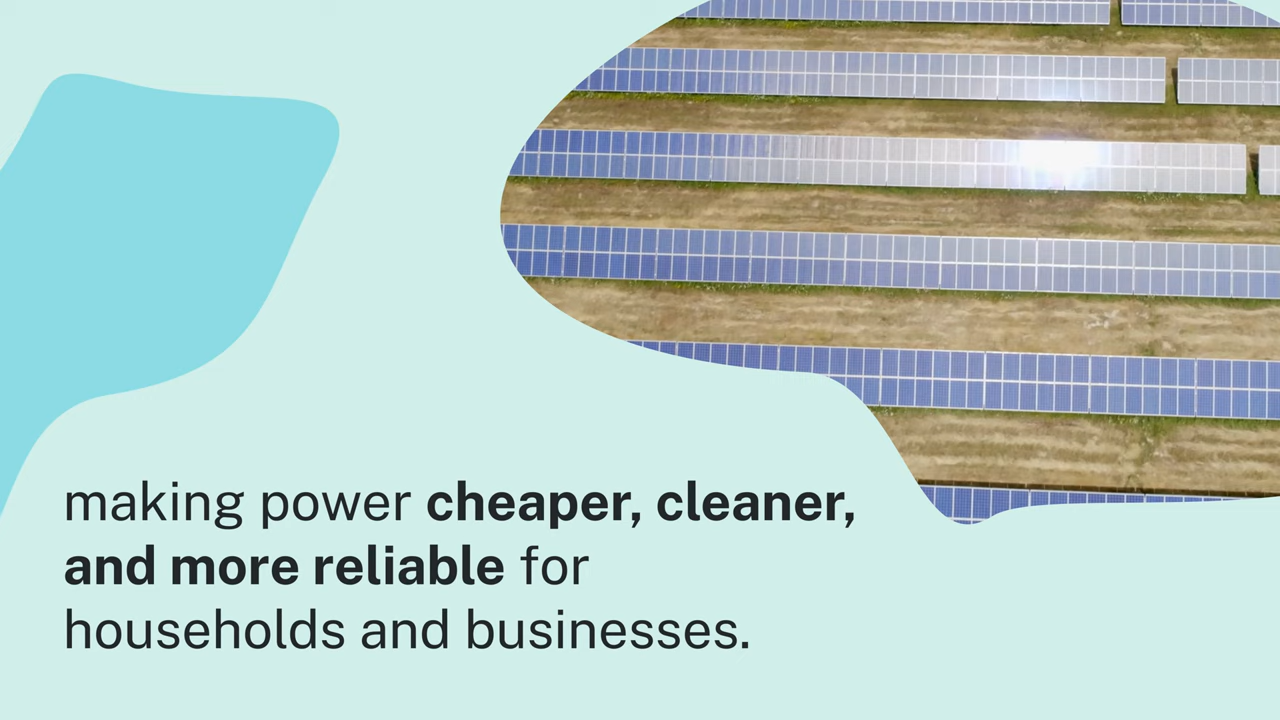 making power cheaper, cleaner,
and more reliable for
households and businesses.